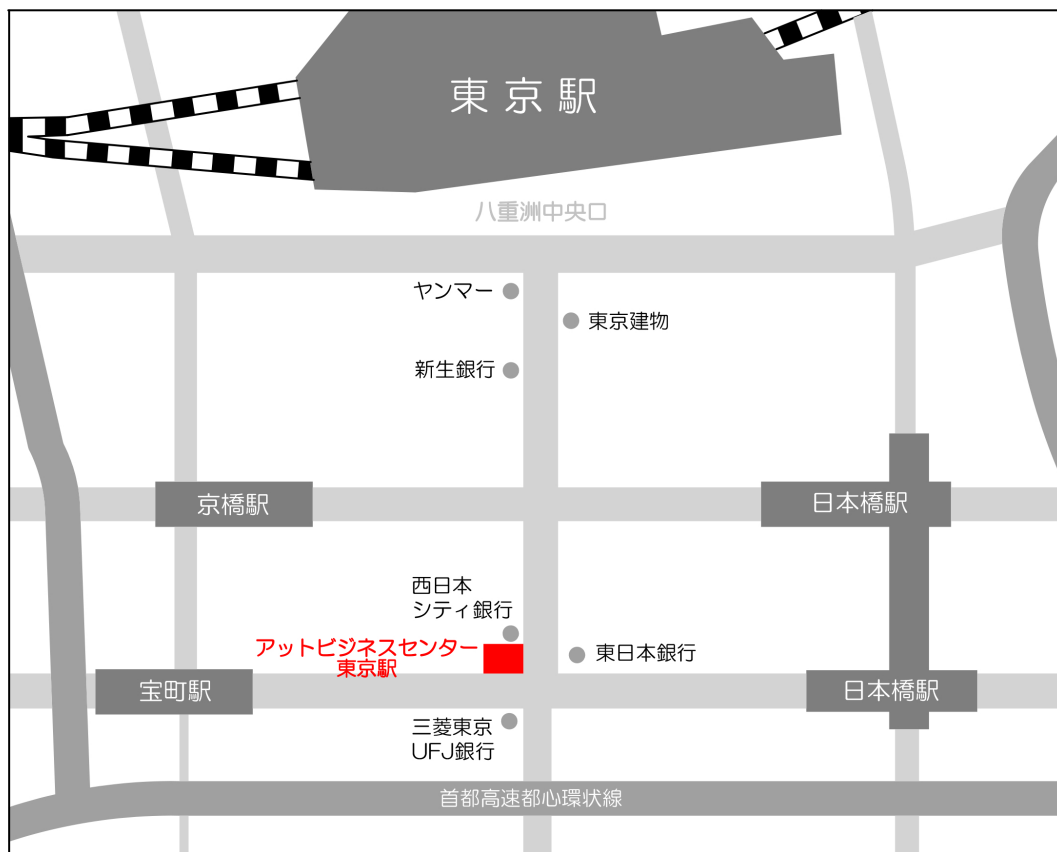 東京駅
八重洲中央口
ヤンマー
東京建物
新生銀行
京橋駅
日本橋駅
西日本
シティ銀行
アットビジネスセンター
東京駅
東日本銀行
宝町駅
日本橋駅
三菱東京
UFJ銀行
首都高速都心環状線